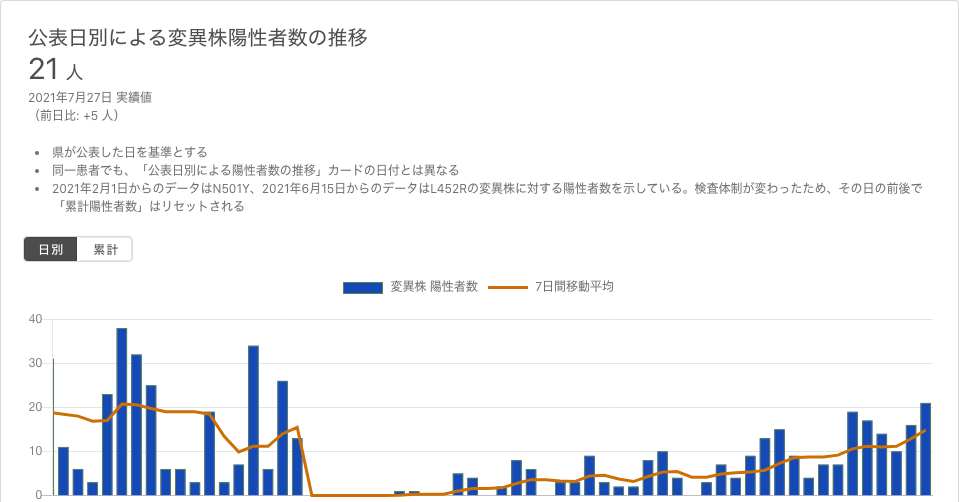 公表日別による変異株陽性者数の推移
21 人
2021年7月27日 実績値
（前日比: +5 人）
• 県が公表した日を基準とする
• 同一患者でも、「公表日別による陽性者数の推移」カードの日付とは異なる
• 2021年2月1日からのデータはN501Y、2021年6月15日からのデータはL452Rの変異株に対する陽性者数を示している。検査体制が変わったため、その日の前後で
「累計陽性者数」はリセットされる
日別 累計
変異株 陽性者数 7日間移動平均
40
30
20
10
0